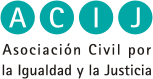 ACIJ
Asociación Civil por
la Igualdad y la Justicia